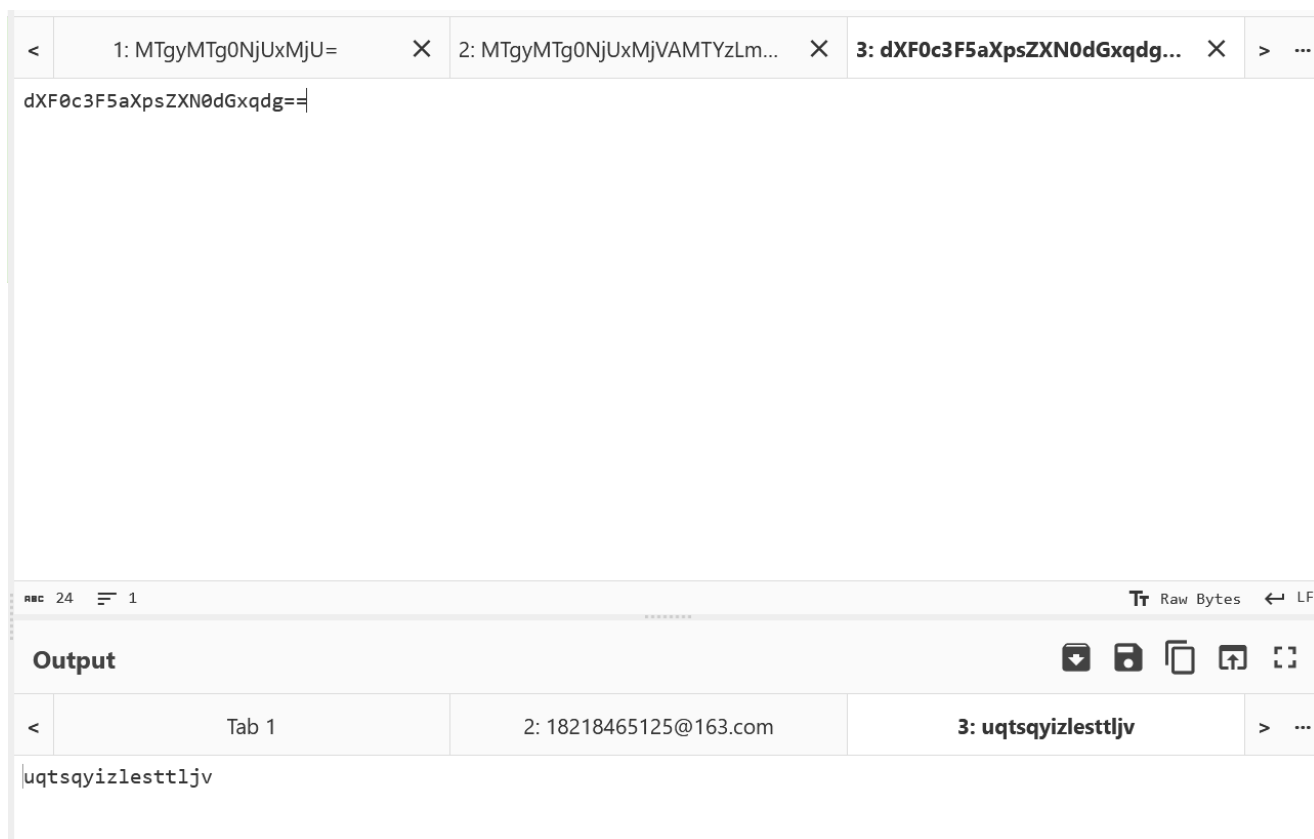 < 1: MTgyMTg0NjUxMjU= × 2: MTgyMTg0NjUxMjVAMTYzLm... × 3: dXF0c3F5aXpsZXN0dGxqdg... × > ...
dXF0c3F5aXpsZXN0dGxqdg==
ABC 24 1 Tт Raw Bytes ← LF
Output
< Tab 1 2: 18218465125@163.com 3: uqtsqyizlesttljv > ...
uqtsqyizlesttljv